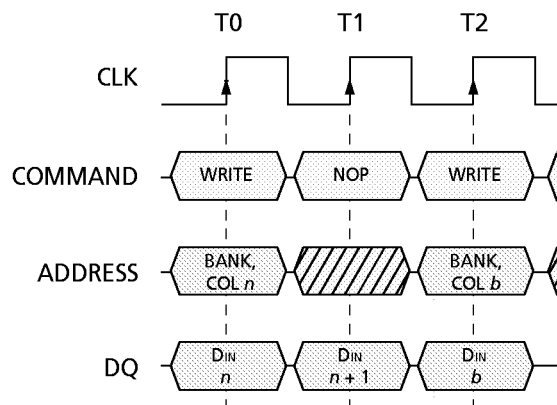 T0 T1 T2
CLK
COMMAND WRITE NOP WRITE
ADDRESS BANK, COL n BANK, COL b
DQ DIN n DIN n + 1 DIN b